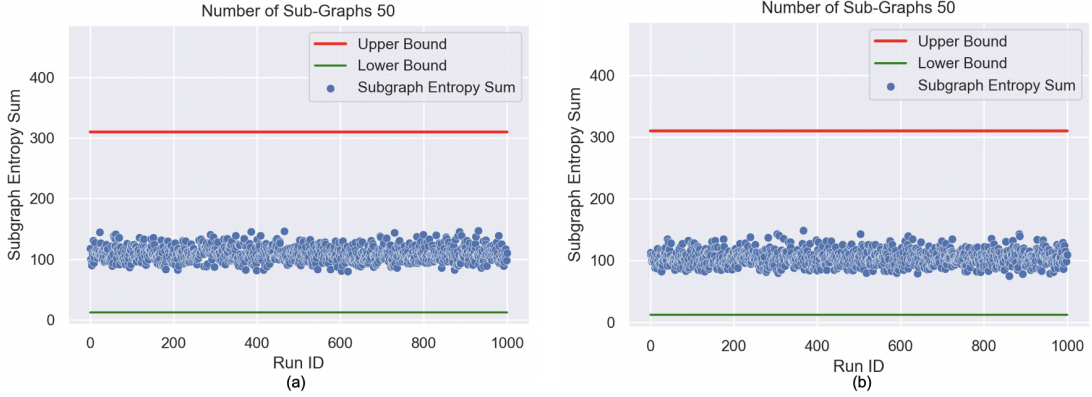 Number of Sub-Graphs 50
Upper Bound
Lower Bound
Subgraph Entropy Sum
Subgraph Entropy Sum
400
300
200
100
0
0 200 400 600 800 1000
Run ID
(a)
Number of Sub-Graphs 50
Upper Bound
Lower Bound
Subgraph Entropy Sum
Subgraph Entropy Sum
400
300
200
100
0
0 200 400 600 800 1000
Run ID
(b)